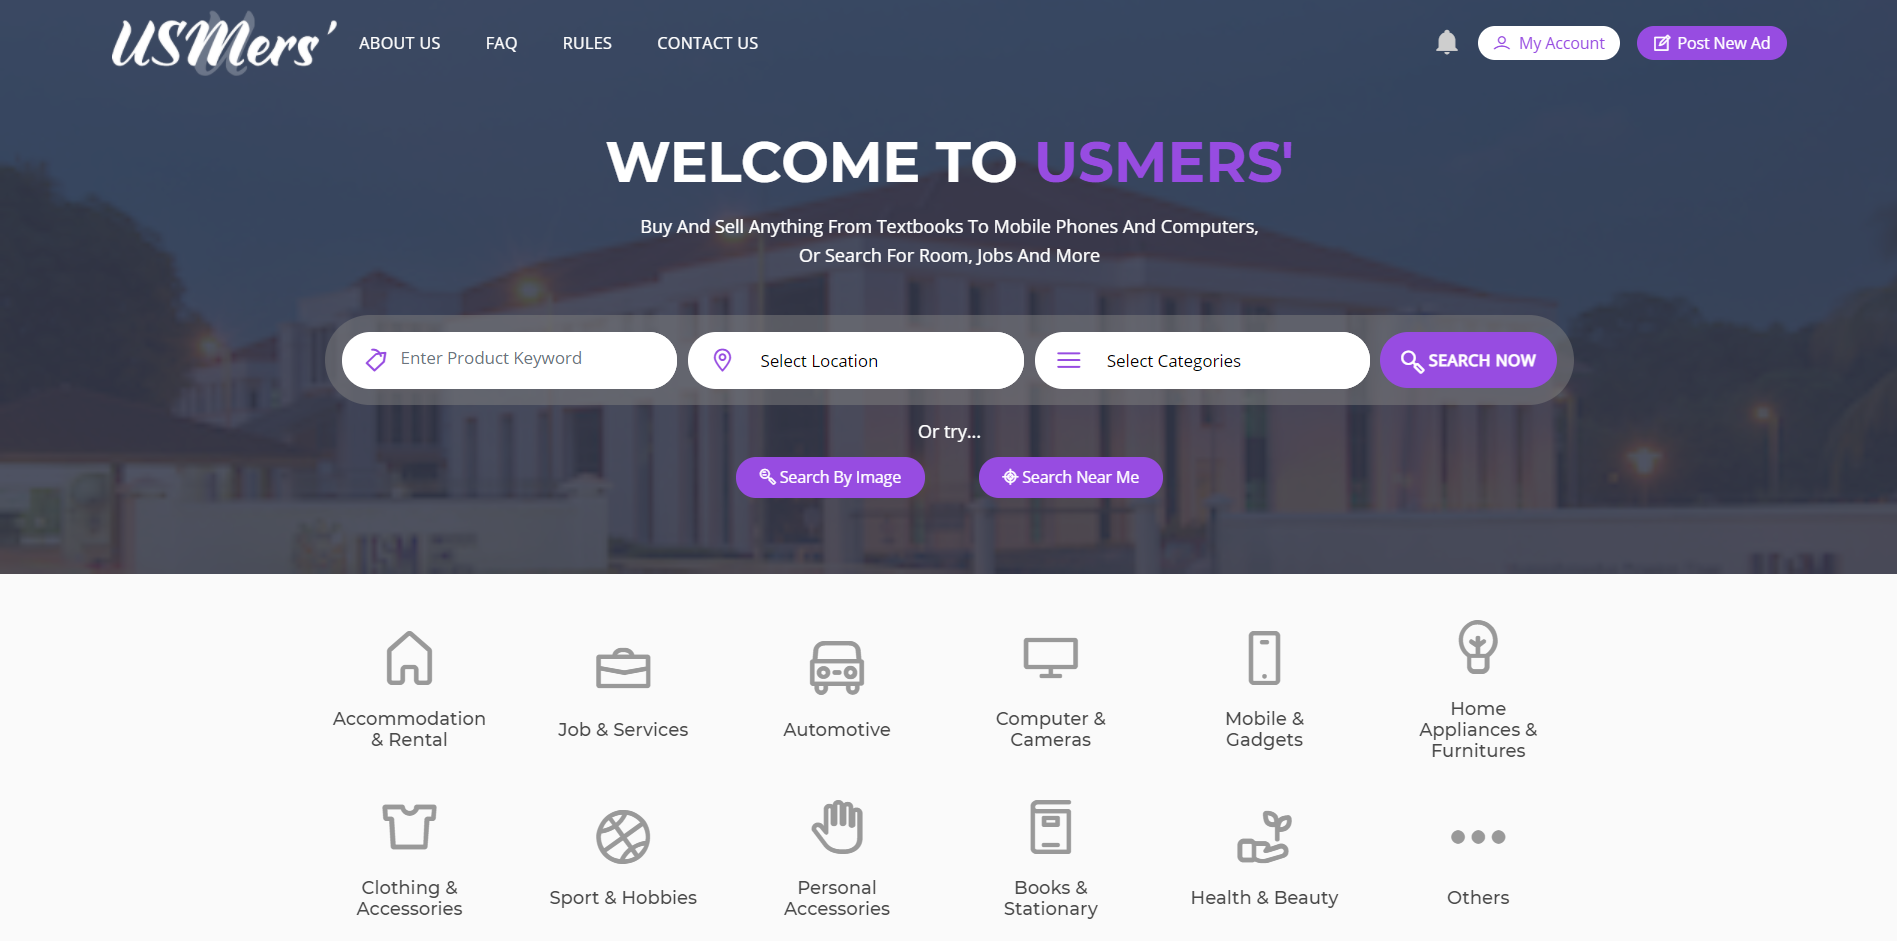 USMers'
ABOUT US
FAQ
RULES
CONTACT US
My Account
Post New Ad
WELCOME TO USMERS'
Buy And Sell Anything From Textbooks To Mobile Phones And Computers,
Or Search For Room, Jobs And More
Enter Product Keyword
Select Location
Select Categories
SEARCH NOW
Or try...
Search By Image
Search Near Me
USM
USM
Accommodation
& Rental
Job & Services
Automotive
Computer &
Cameras
Mobile &
Gadgets
Home
Appliances &
Furnitures
Clothing &
Accessories
Sport & Hobbies
Personal
Accessories
Books &
Stationary
Health & Beauty
Others